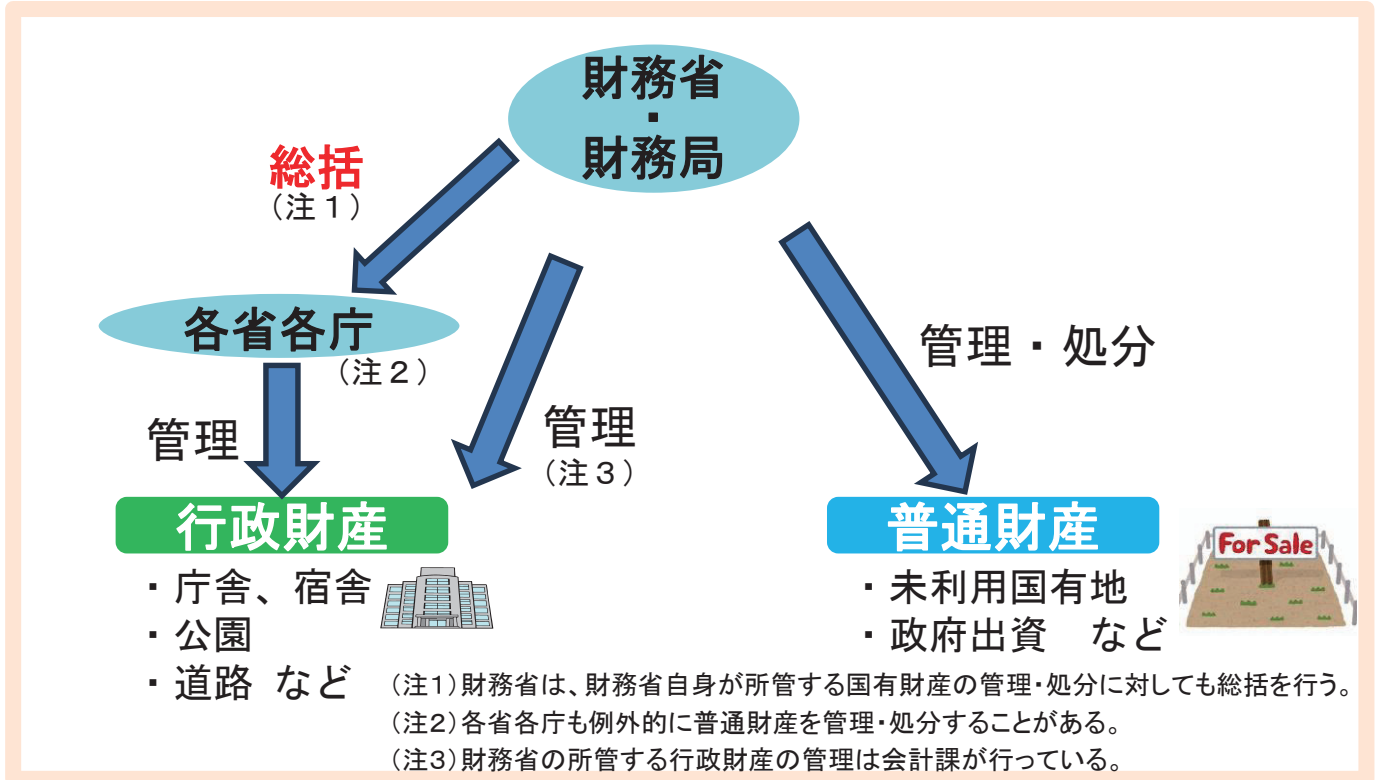 財務省
・
財務局
総括
（注１）
各省各庁
（注２）
管理
管理
（注３）
管理・処分
行政財産
・庁舎、宿舎
・公園
・道路 など
普通財産
For Sale
・未利用国有地
・政府出資　など
（注1）財務省は、財務省自身が所管する国有財産の管理・処分に対しても総括を行う。
（注2）各省各庁も例外的に普通財産を管理・処分することがある。
（注3）財務省の所管する行政財産の管理は会計課が行っている。